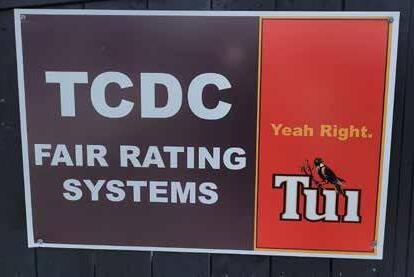 TCDC
FAIR RATING
SYSTEMS
Yeah Right.
Tui